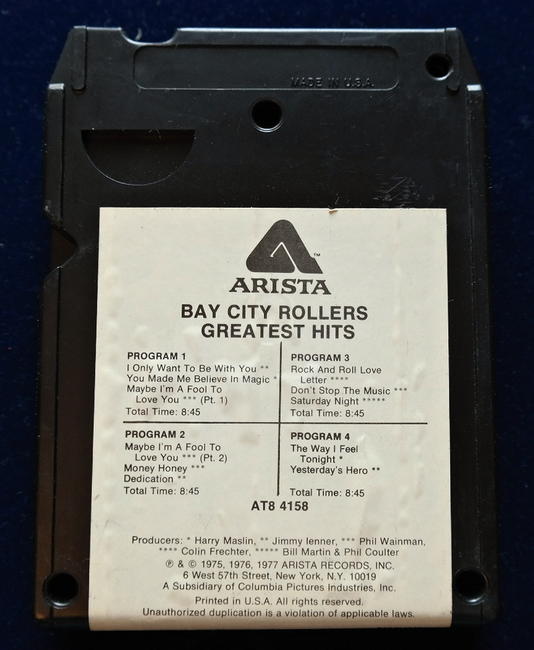 MADE IN U.S.A.
ARISTA™
BAY CITY ROLLERS
GREATEST HITS
PROGRAM 1
I Only Want To Be With You **
You Made Me Believe In Magic *
Maybe I'm A Fool To
Love You *** (Pt. 1)
Total Time: 8:45
PROGRAM 3
Rock And Roll Love
Letter ****
Don't Stop The Music ***
Saturday Night *****
Total Time: 8:45
PROGRAM 2
Maybe I'm A Fool To
Love You *** (Pt. 2)
Money Honey ***
Dedication **
Total Time: 8:45
PROGRAM 4
The Way I Feel
Tonight *
Yesterday's Hero **
Total Time: 8:45
AT8 4158
Producers: * Harry Maslin, ** Jimmy Ienner, *** Phil Wainman,
**** Colin Frechter, ***** Bill Martin & Phil Coulter
℗ & © 1975, 1976, 1977 ARISTA RECORDS, INC.
6 West 57th Street, New York, N.Y. 10019
A Subsidiary of Columbia Pictures Industries, Inc.
Printed in U.S.A. All rights reserved.
Unauthorized duplication is a violation of applicable laws.